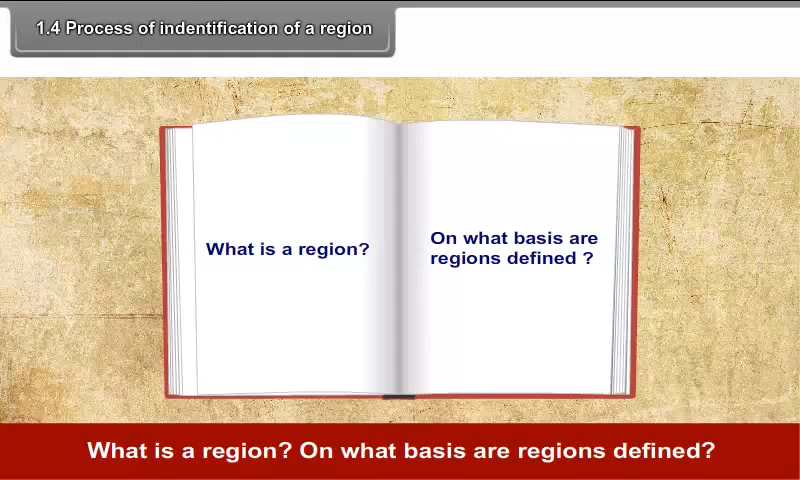 1.4 Process of indentification of a region
What is a region?
On what basis are
regions defined ?
What is a region? On what basis are regions defined?